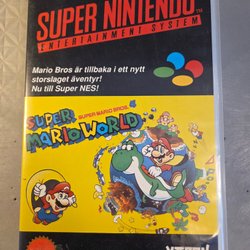 SUPER NINTENDO
ENTERTAINMENT SYSTEM
Mario Bros är tillbaka i ett nytt
storslaget äventyr!
Nu till Super NES!
SUPER MARIO BROS. 4
SUPER
MARIO WORLD